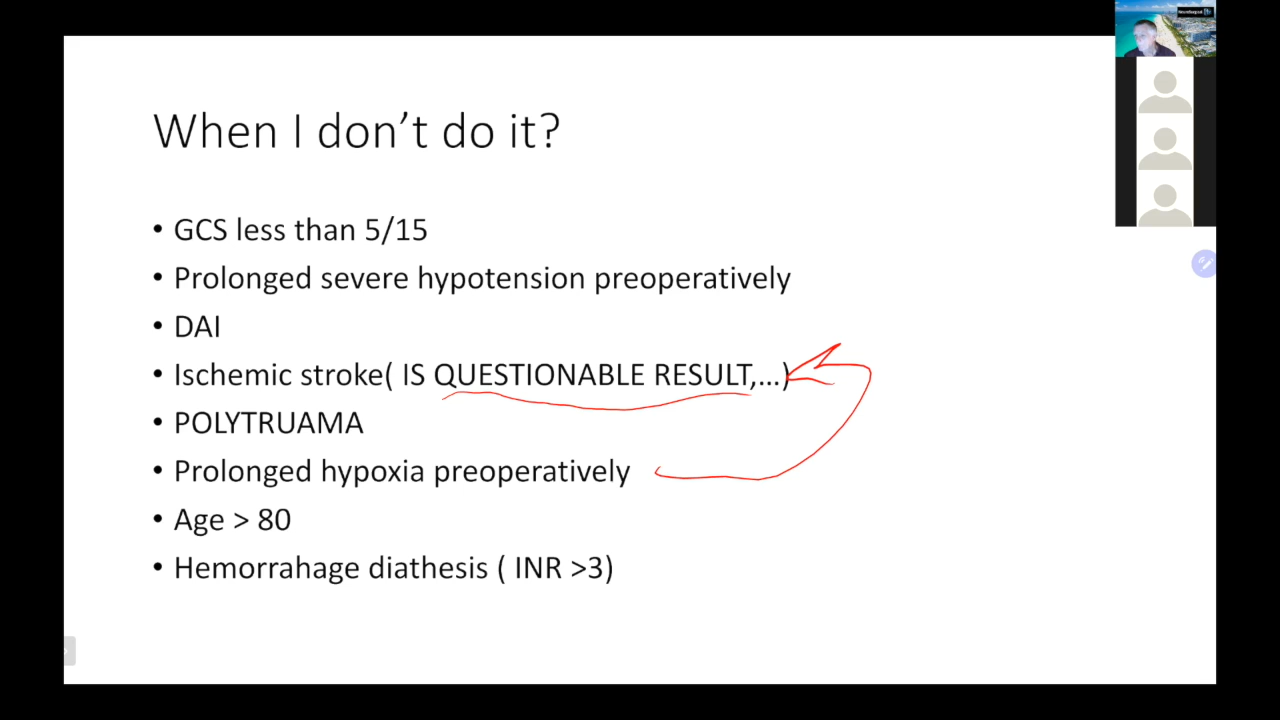 When I don’t do it?
• GCS less than 5/15
• Prolonged severe hypotension preoperatively
• DAI
• Ischemic stroke( IS QUESTIONABLE RESULT,...)
• POLYTRUAMA
• Prolonged hypoxia preoperatively
• Age > 80
• Hemorrahage diathesis ( INR >3)